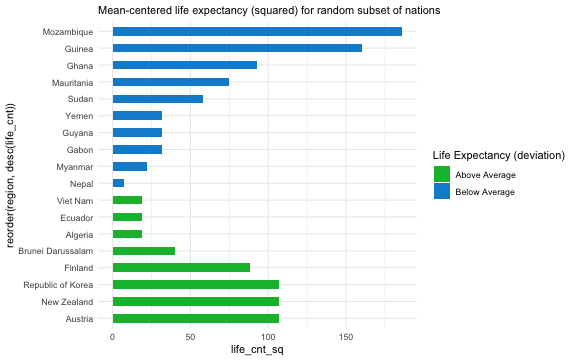 Mean-centered life expectancy (squared) for random subset of nations
reorder(region, desc(life_cnt))
Mozambique
Guinea
Ghana
Mauritania
Sudan
Yemen
Guyana
Gabon
Myanmar
Nepal
Viet Nam
Ecuador
Algeria
Brunei Darussalam
Finland
Republic of Korea
New Zealand
Austria
0 50 100 150
life_cnt_sq
Life Expectancy (deviation)
Above Average
Below Average